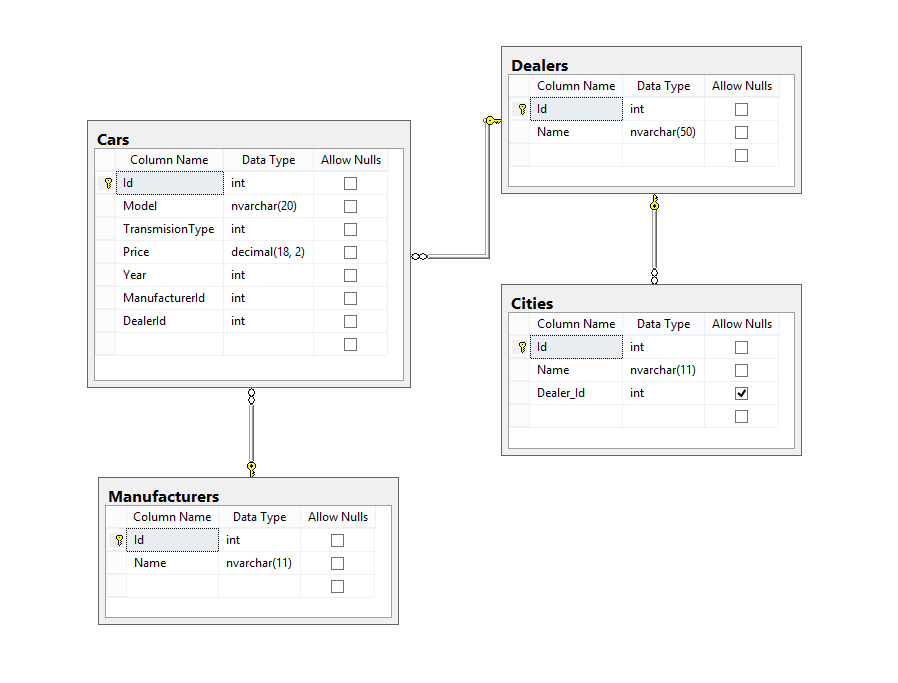 Cars
Column Name Data Type Allow Nulls
Id int
Model nvarchar(20)
TransmisionType int
Price decimal(18, 2)
Year int
ManufacturerId int
DealerId int
Dealers
Column Name Data Type Allow Nulls
Id int
Name nvarchar(50)
Cities
Column Name Data Type Allow Nulls
Id int
Name nvarchar(11)
Dealer_Id int
Manufacturers
Column Name Data Type Allow Nulls
Id int
Name nvarchar(11)